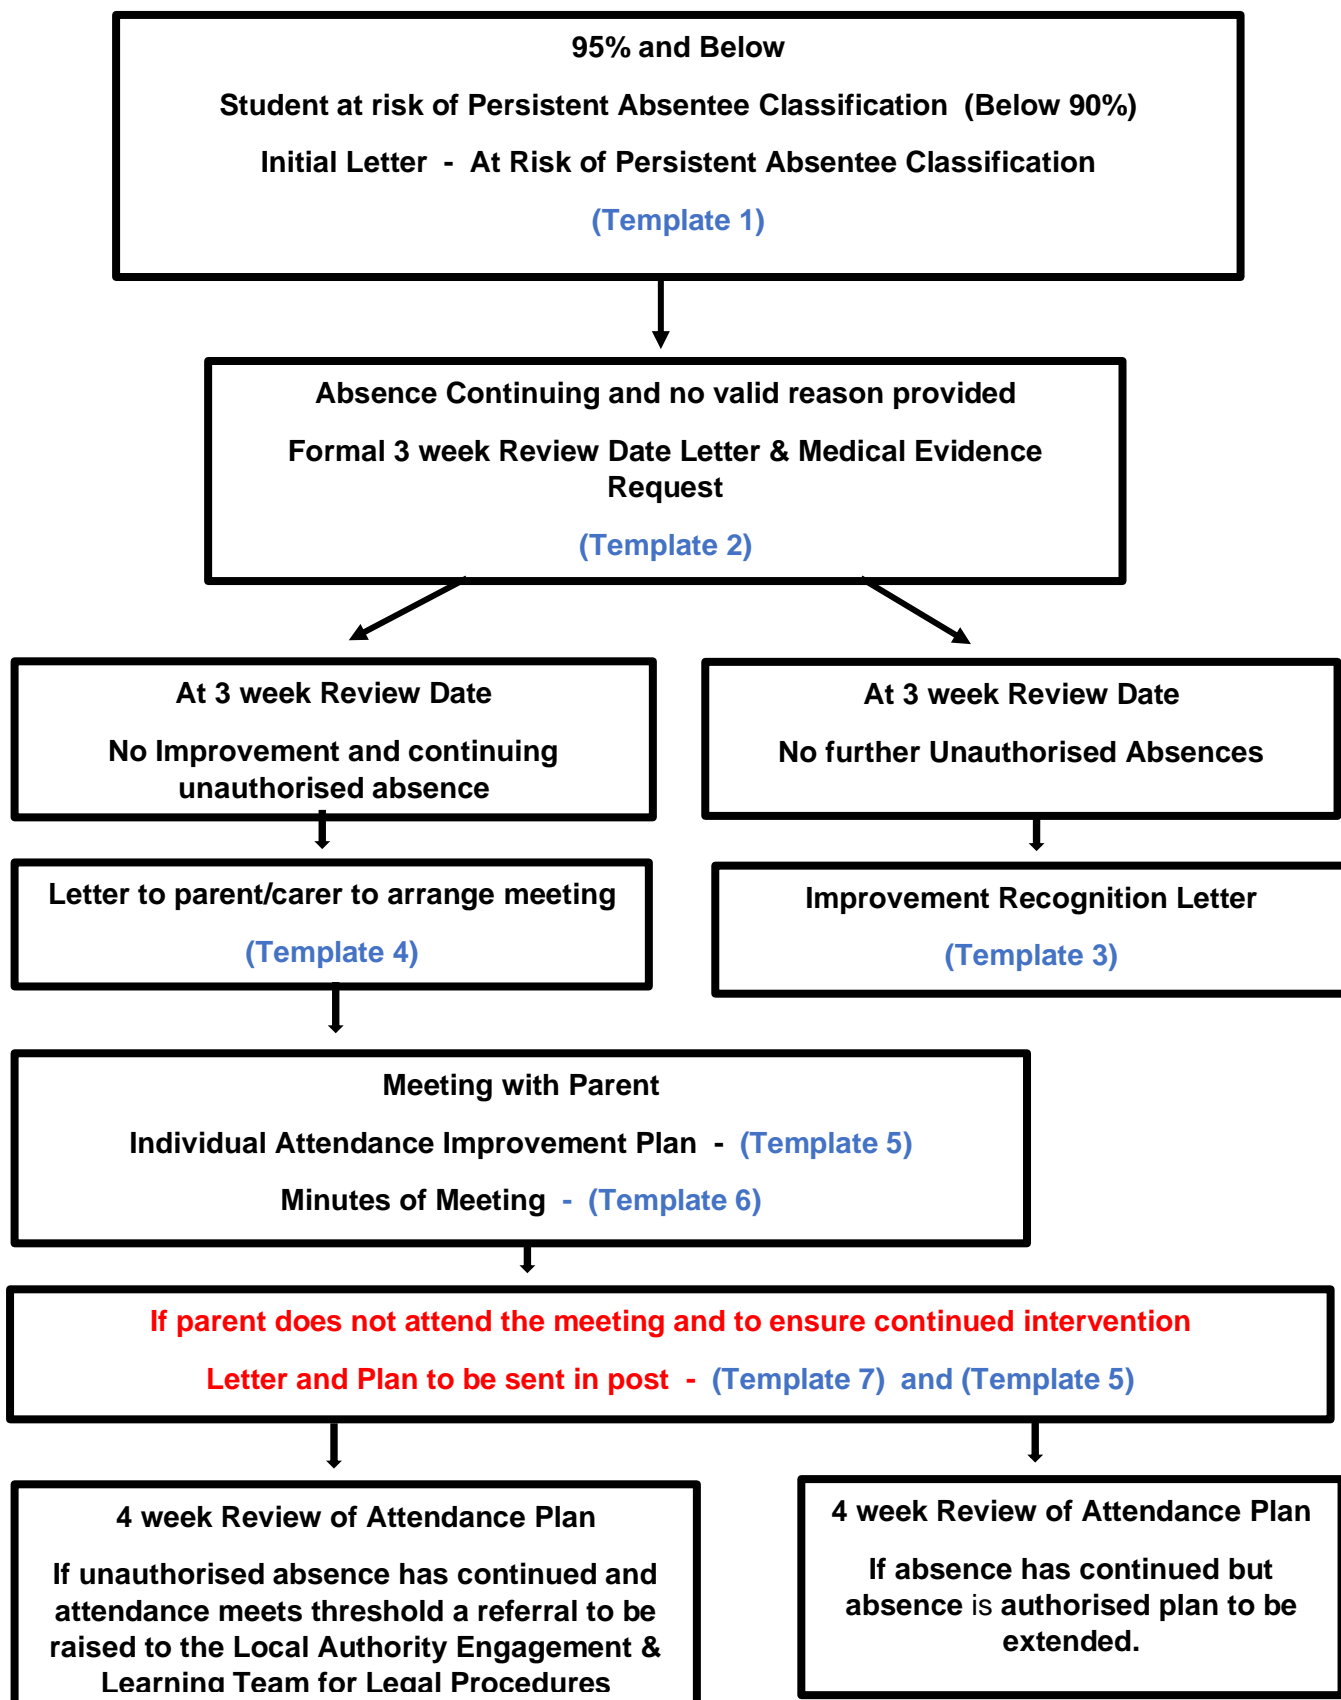 95% and Below
Student at risk of Persistent Absentee Classification (Below 90%)
Initial Letter - At Risk of Persistent Absentee Classification
(Template 1)
Absence Continuing and no valid reason provided
Formal 3 week Review Date Letter & Medical Evidence
Request
(Template 2)
At 3 week Review Date
No Improvement and continuing
unauthorised absence
At 3 week Review Date
No further Unauthorised Absences
Letter to parent/carer to arrange meeting
(Template 4)
Improvement Recognition Letter
(Template 3)
Meeting with Parent
Individual Attendance Improvement Plan - (Template 5)
Minutes of Meeting - (Template 6)
If parent does not attend the meeting and to ensure continued intervention
Letter and Plan to be sent in post - (Template 7) and (Template 5)
4 week Review of Attendance Plan
If unauthorised absence has continued and
attendance meets threshold a referral to be
raised to the Local Authority Engagement &
Learning Team for Legal Procedures
4 week Review of Attendance Plan
If absence has continued but
absence is authorised plan to be
extended.